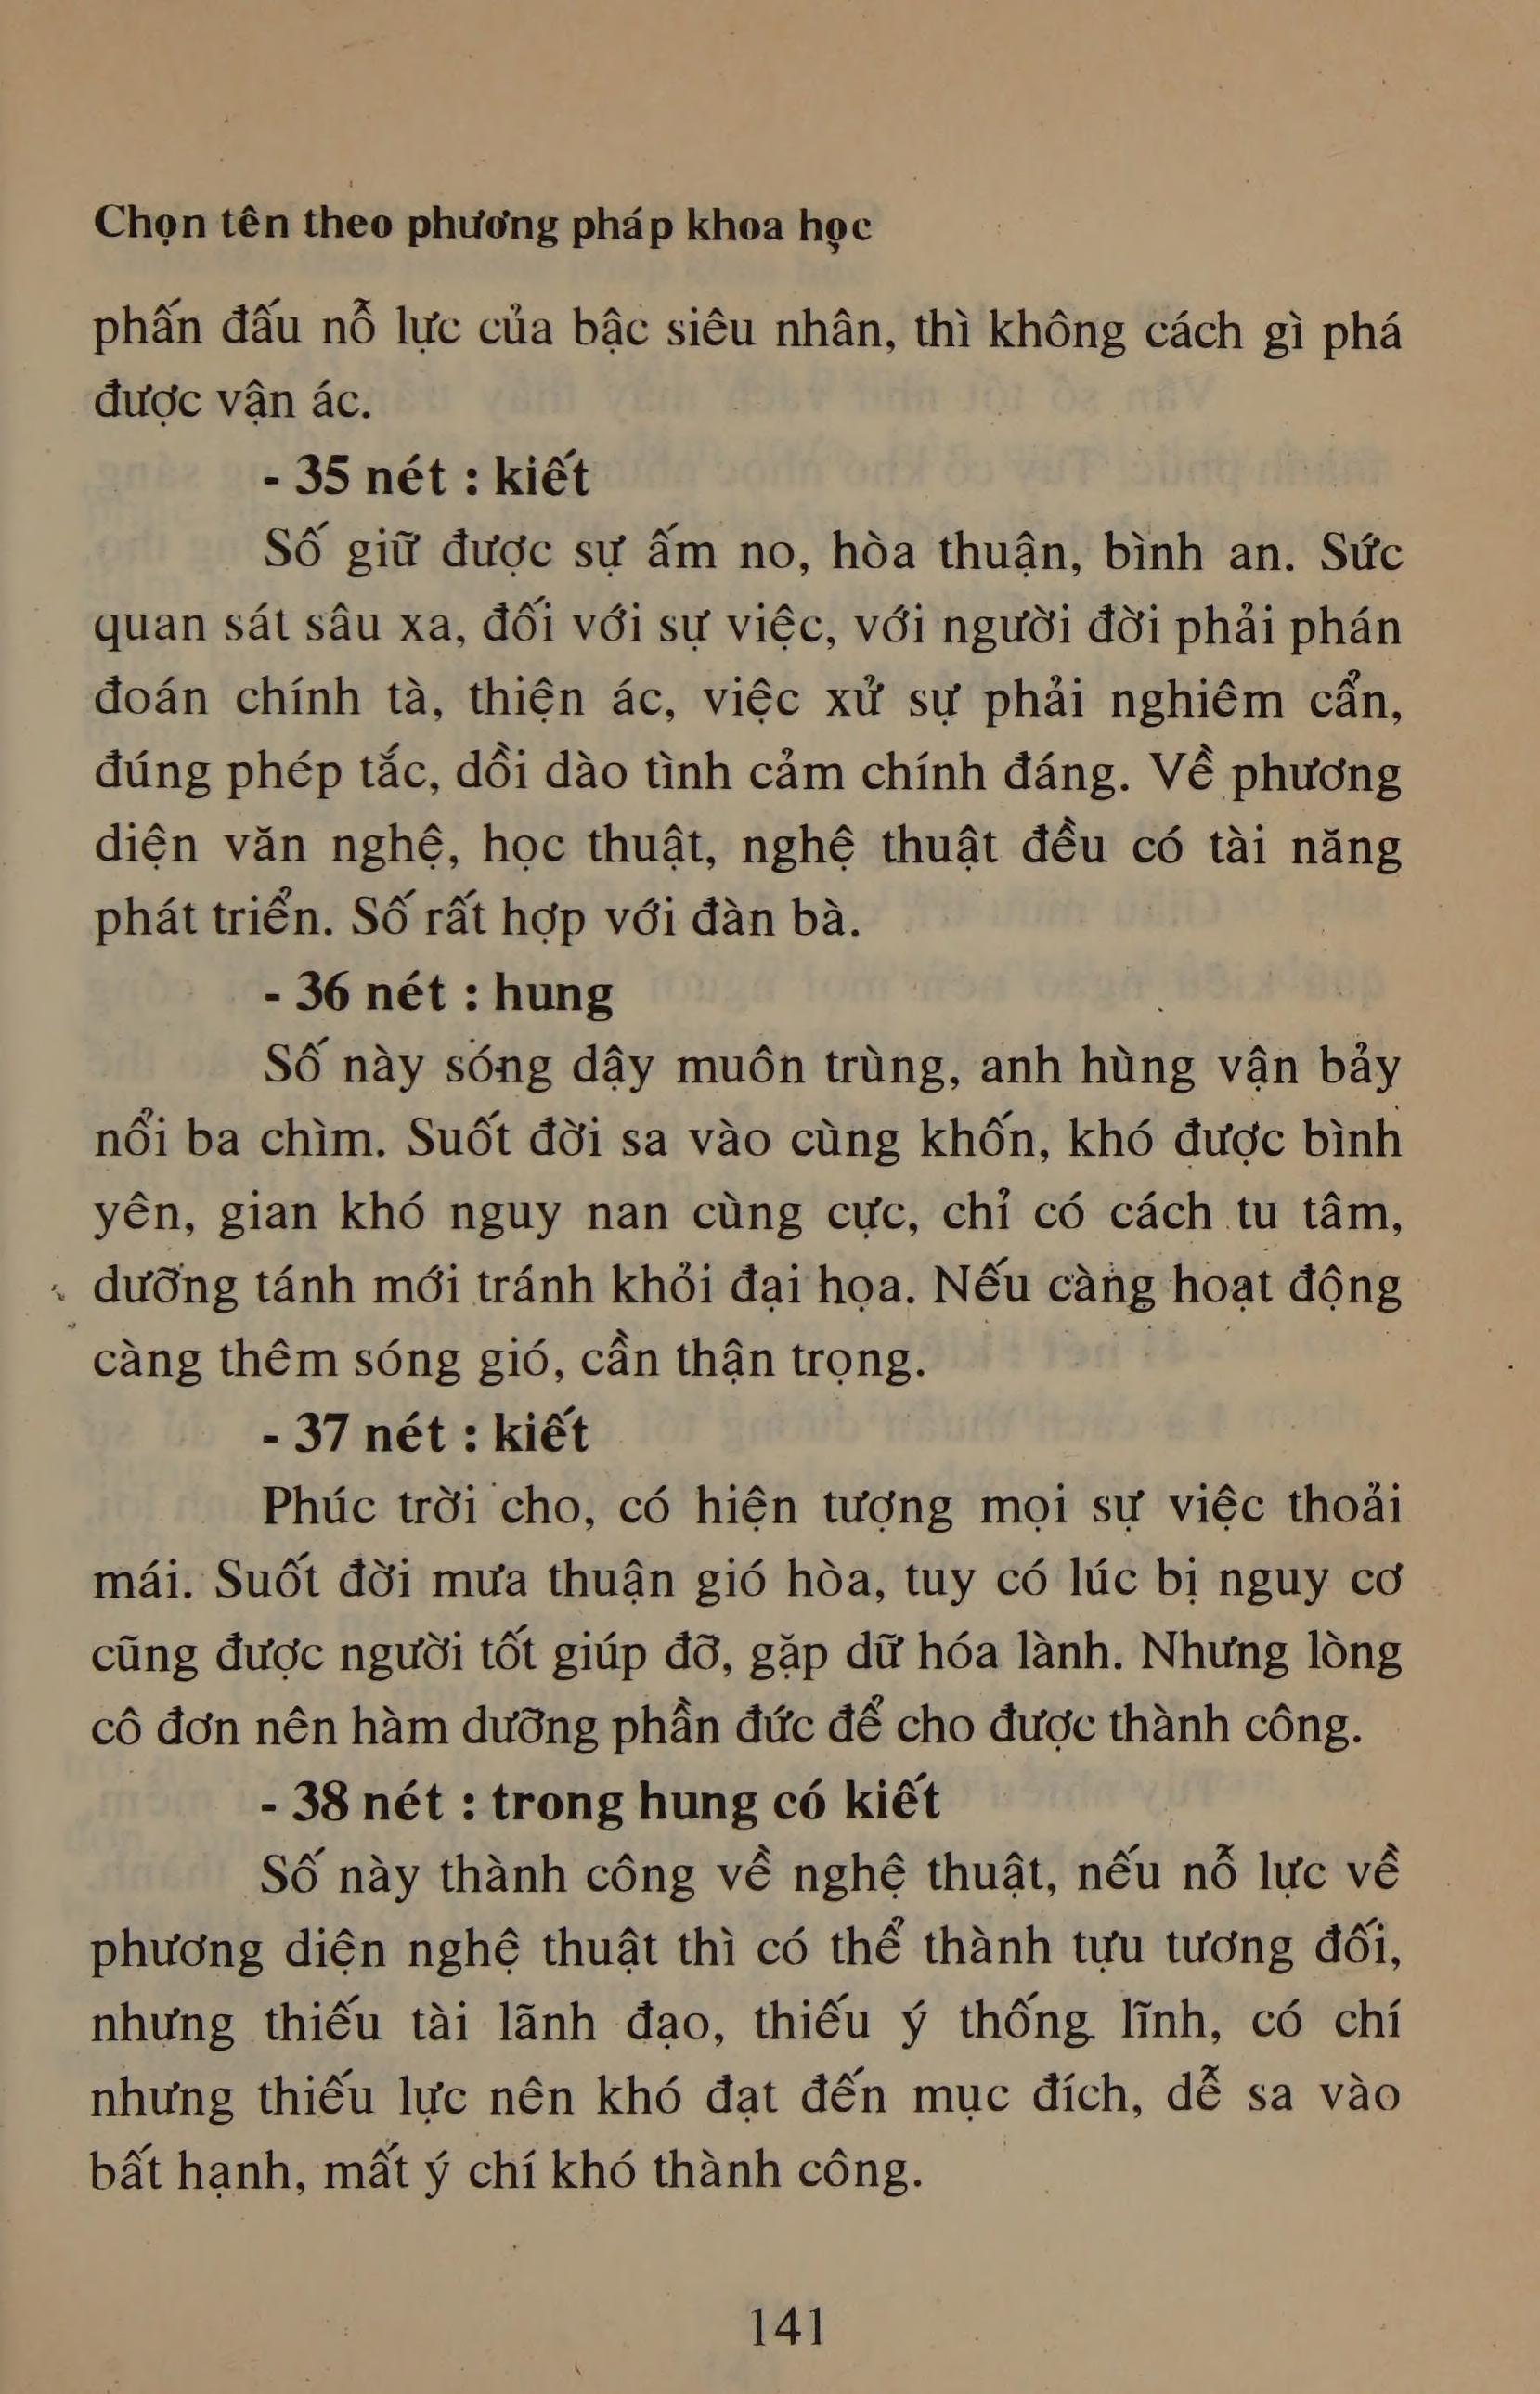 Chọn tên theo phương pháp khoa học
phấn đấu nỗ lực của bậc siêu nhân, thì không cách gì phá
được vận ác.
- 35 nét : kiết
Số giữ được sự ấm no, hòa thuận, bình an. Sức
quan sát sâu xa, đối với sự việc, với người đời phải phán
đoán chính tà, thiện ác, việc xử sự phải nghiêm cẩn,
đúng phép tắc, dồi dào tình cảm chính đáng. Về phương
diện văn nghệ, học thuật, nghệ thuật đều có tài năng
phát triển. Số rất hợp với đàn bà.
- 36 nét : hung
Số này sóng dậy muôn trùng, anh hùng vận bảy
nổi ba chìm. Suốt đời sa vào cùng khốn, khó được bình
yên, gian khó nguy nan cùng cực, chỉ có cách tu tâm,
dưỡng tánh mới tránh khỏi đại họa. Nếu càng hoạt động
càng thêm sóng gió, cần thận trọng.
- 37 nét : kiết
Phúc trời cho, có hiện tượng mọi sự việc thoải
mái. Suốt đời mưa thuận gió hòa, tuy có lúc bị nguy cơ
cũng được người tốt giúp đỡ, gặp dữ hóa lành. Nhưng lòng
cô đơn nên hàm dưỡng phần đức để cho được thành công.
- 38 nét : trong hung có kiết
Số này thành công về nghệ thuật, nếu nỗ lực về
phương diện nghệ thuật thì có thể thành tựu tương đối,
nhưng thiếu tài lãnh đạo, thiếu ý thống lĩnh, có chí
nhưng thiếu lực nên khó đạt đến mục đích, dễ sa vào
bất hạnh, mất ý chí khó thành công.
141